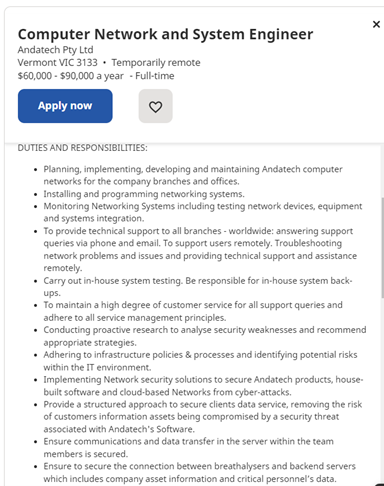 Computer Network and System Engineer
Andatech Pty Ltd
Vermont VIC 3133 • Temporarily remote
$60,000 - $90,000 a year - Full-time
Apply now
DUTIES AND RESPONSIBILITIES:
• Planning, implementing, developing and maintaining Andatech computer
networks for the company branches and offices.
• Installing and programming networking systems.
• Monitoring Networking Systems including testing network devices, equipment
and systems integration.
• To provide technical support to all branches - worldwide: answering support
queries via phone and email. To support users remotely. Troubleshooting
network problems and issues and providing technical support and assistance
remotely.
• Carry out in-house system testing. Be responsible for in-house system back-
ups.
• To maintain a high degree of customer service for all support queries and
adhere to all service management principles.
• Conducting proactive research to analyse security weaknesses and recommend
appropriate strategies.
• Adhering to infrastructure policies & processes and identifying potential risks
within the IT environment.
• Implementing Network security solutions to secure Andatech products, house-
built software and cloud-based Networks from cyber-attacks.
• Provide a structured approach to secure clients data service, removing the risk
of customers information assets being compromised by a security threat
associated with Andatech's Software.
• Ensure communications and data transfer in the server within the team
members is secured.
• Ensure to secure the connection between breathalysers and backend servers
which includes company asset information and critical personnel's data.